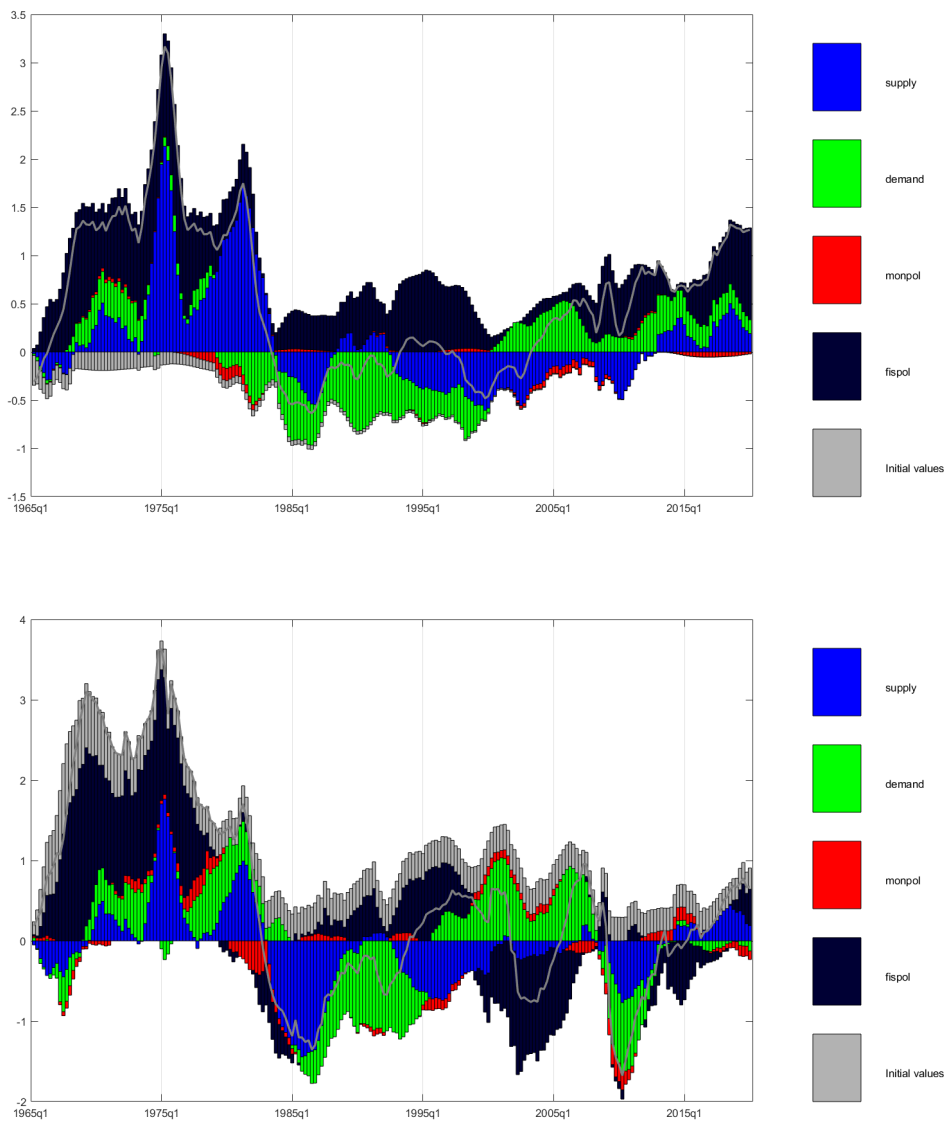 3.5
3
2.5
2
1.5
1
0.5
0
-0.5
-1
-1.5
1965q1 1975q1 1985q1 1995q1 2005q1 2015q1
supply
demand
monpol
fispol
Initial values
4
3
2
1
0
-1
-2
1965q1 1975q1 1985q1 1995q1 2005q1 2015q1
supply
demand
monpol
fispol
Initial values